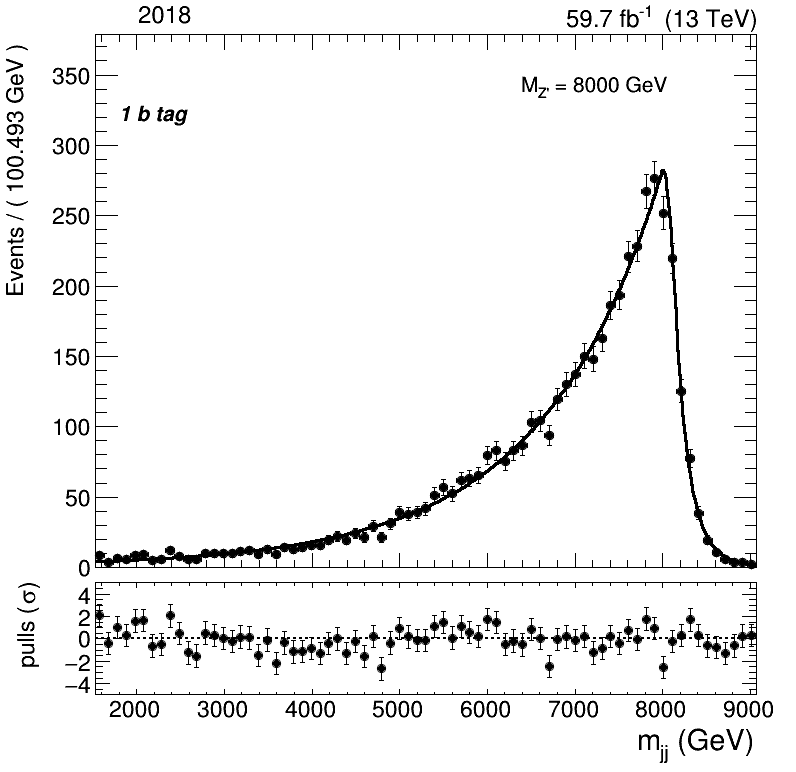 2018 59.7 fb-1 (13 TeV)
Events / ( 100.493 GeV )
350
300
250
200
150
100
50
0
MZ' = 8000 GeV
1 b tag
pulls (σ)
4
2
0
−2
−4
2000 3000 4000 5000 6000 7000 8000 9000
mjj (GeV)